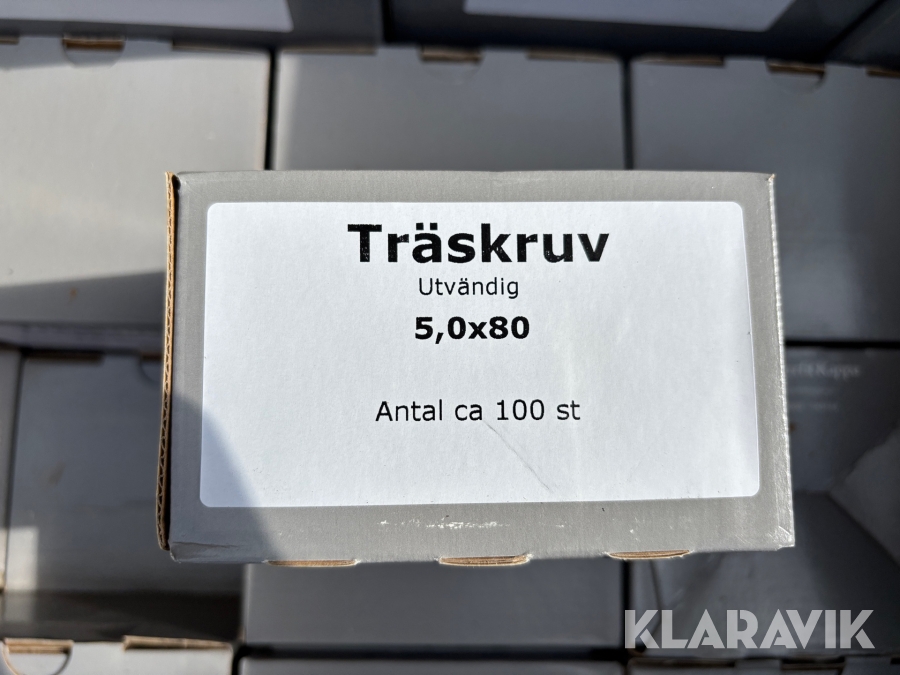 Träskruv
Utvändig
5,0x80
Antal ca 100 st
KLARAVIK